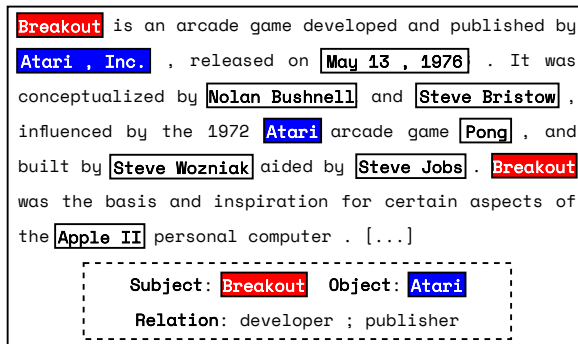 Breakout is an arcade game developed and published by
Atari , Inc. , released on May 13 , 1976 . It was
conceptualized by Nolan Bushnell and Steve Bristow ,
influenced by the 1972 Atari arcade game Pong , and
built by Steve Wozniak aided by Steve Jobs . Breakout
was the basis and inspiration for certain aspects of
the Apple II personal computer . [...]
Subject: Breakout Object: Atari
Relation: developer ; publisher